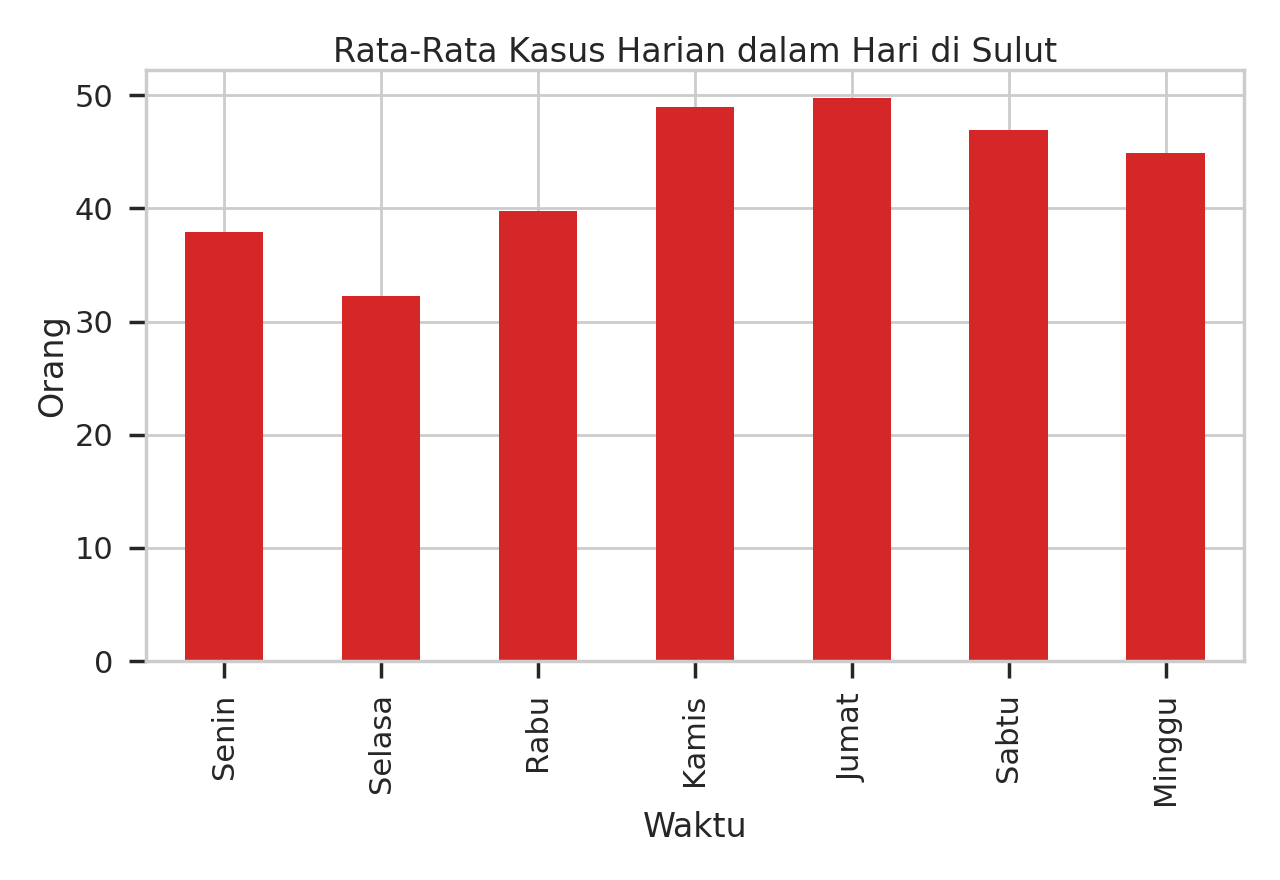 Rata-Rata Kasus Harian dalam Hari di Sulut
50
40
30
20
10
0
Orang
Senin
Selasa
Rabu
Kamis
Jumat
Sabtu
Minggu
Waktu